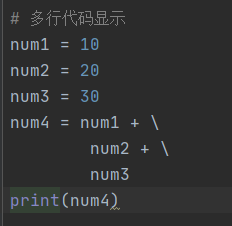 # 多行代码显示
num1 = 10
num2 = 20
num3 = 30
num4 = num1 + \
       num2 + \
       num3
print(num4)